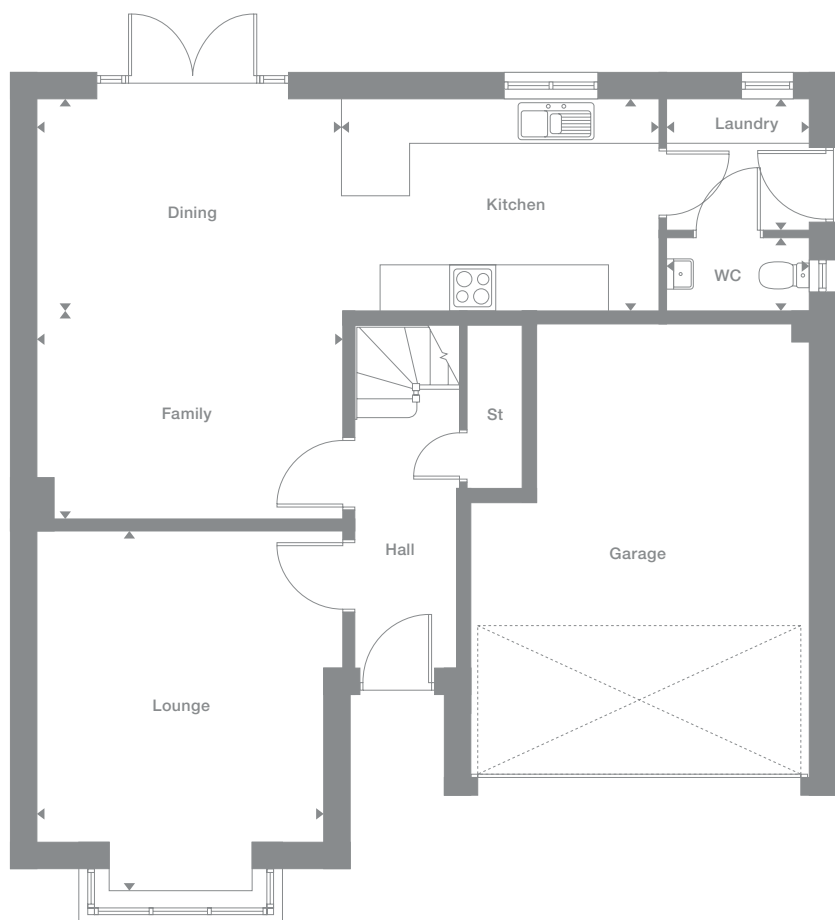 Laundry
Dining
Kitchen
WC
Family
St
Hall
Garage
Lounge